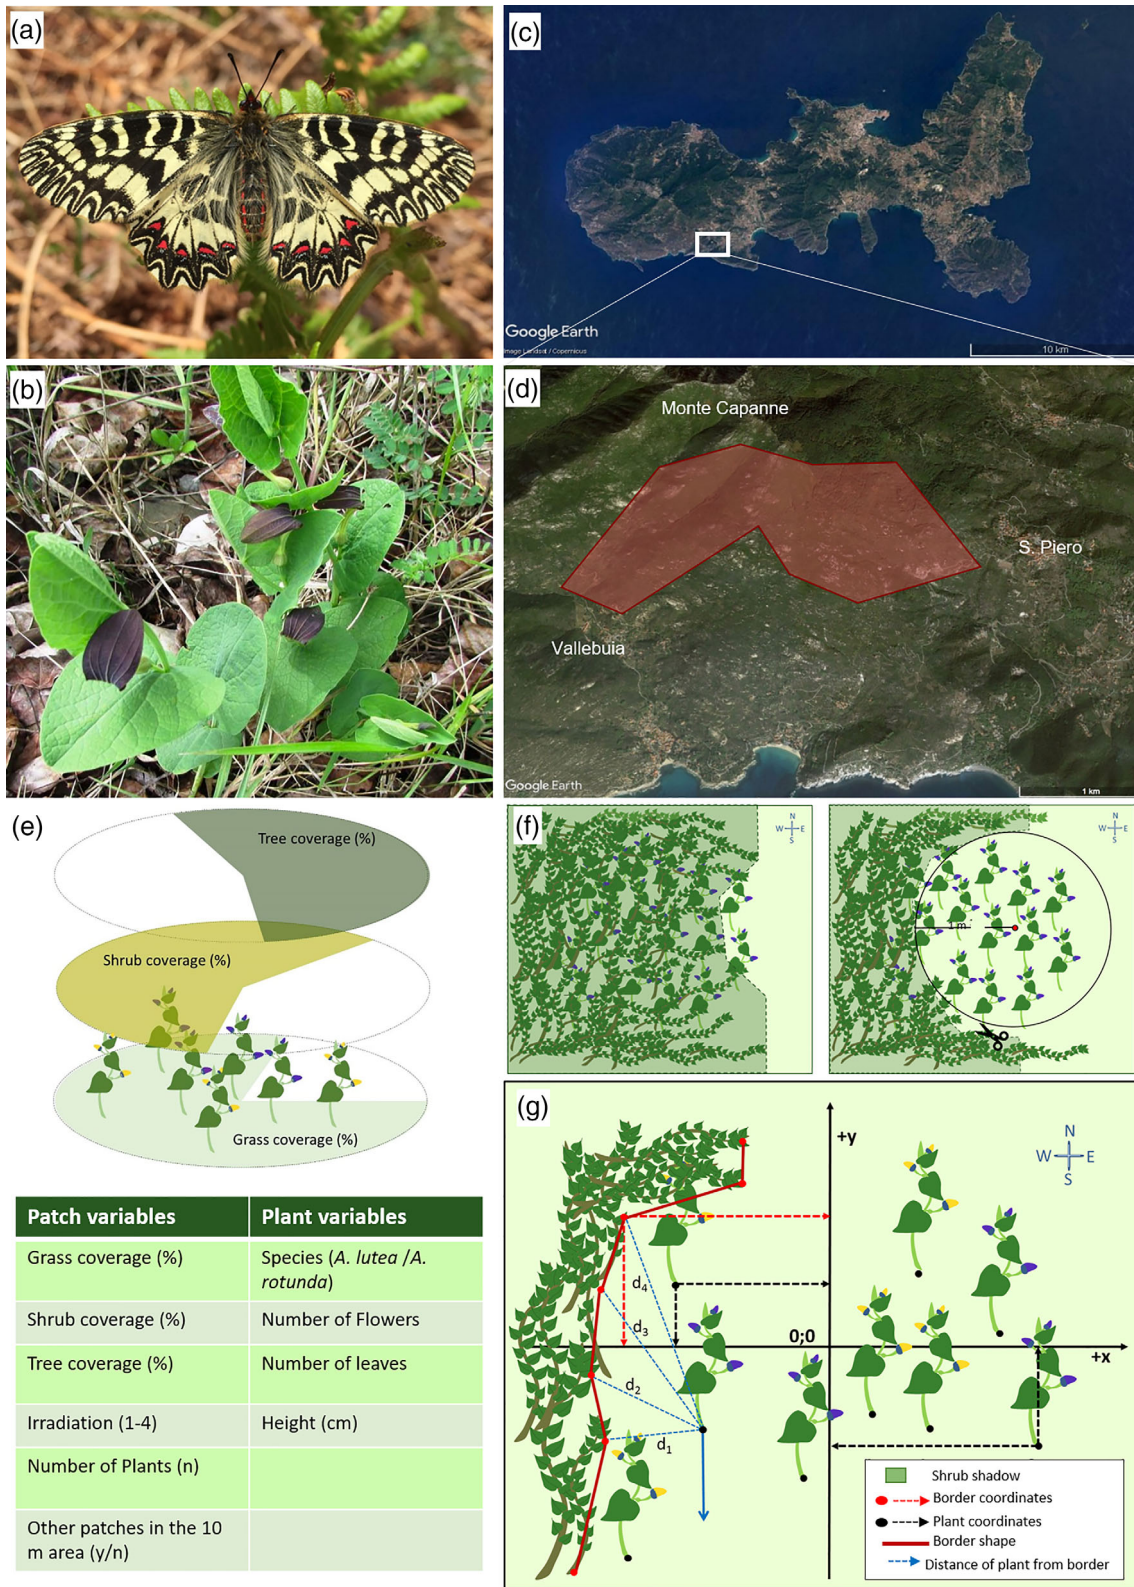 (a)
(c)
Google Earth
Image Landsat / Copernicus
10 km
(b)
(d)
Monte Capanne
S. Piero
Vallebuia
Google Earth
1 km
(e)
Tree coverage (%)
Shrub coverage (%)
Grass coverage (%)
(f)
N
W E
S
N
W E
S
1 m
Patch variables Plant variables
Grass coverage (%) Species (A. lutea /A.
rotunda)
Shrub coverage (%) Number of Flowers
Tree coverage (%) Number of leaves
Irradiation (1-4) Height (cm)
Number of Plants (n)
Other patches in the 10
m area (y/n)
(g)
+y
N
W E
S
d4
d3
0;0
+x
d2
d1
Shrub shadow
Border coordinates
Plant coordinates
Border shape
Distance of plant from border